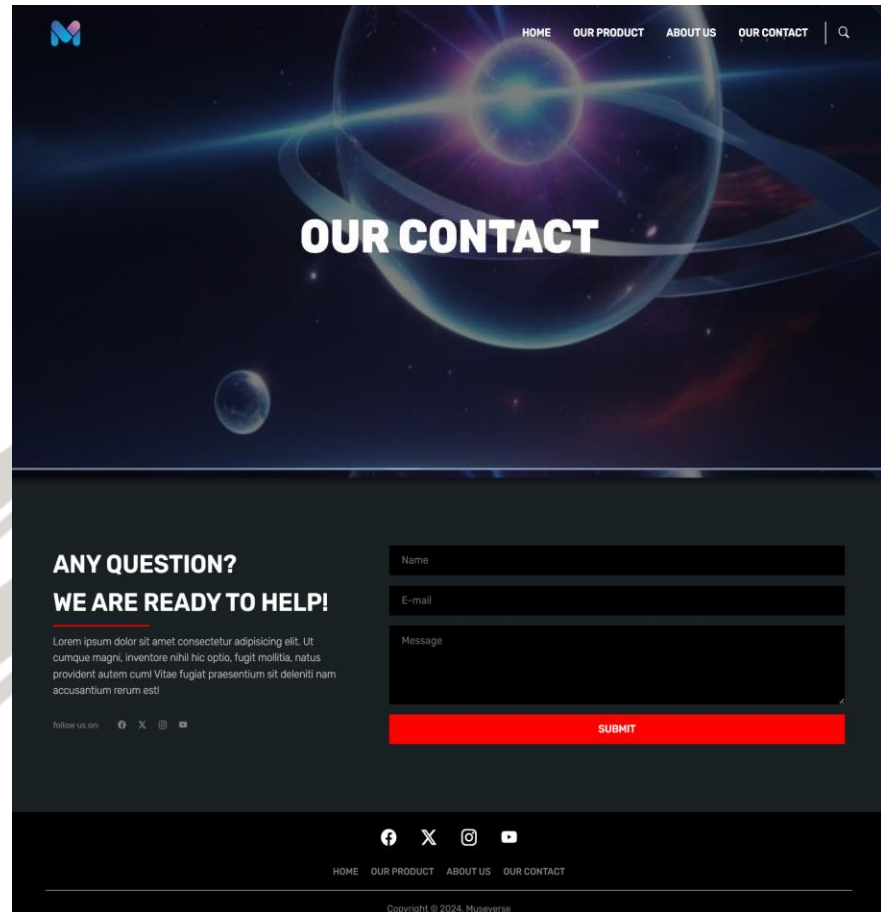 HOME OUR PRODUCT ABOUT US OUR CONTACT
OUR CONTACT
ANY QUESTION?
WE ARE READY TO HELP!
Lorem ipsum dolor sit amet consectetur adipisicing elit. Ut
cumque magni, inventore nihil hic optio, fugit mollitia, natus
provident autem cum! Vitae fugiat praesentium sit deleniti nam
accusantium rerum est!
follow us on:
Name
E-mail
Message
SUBMIT
HOME OUR PRODUCT ABOUT US OUR CONTACT
Copyright © 2024. Museverse